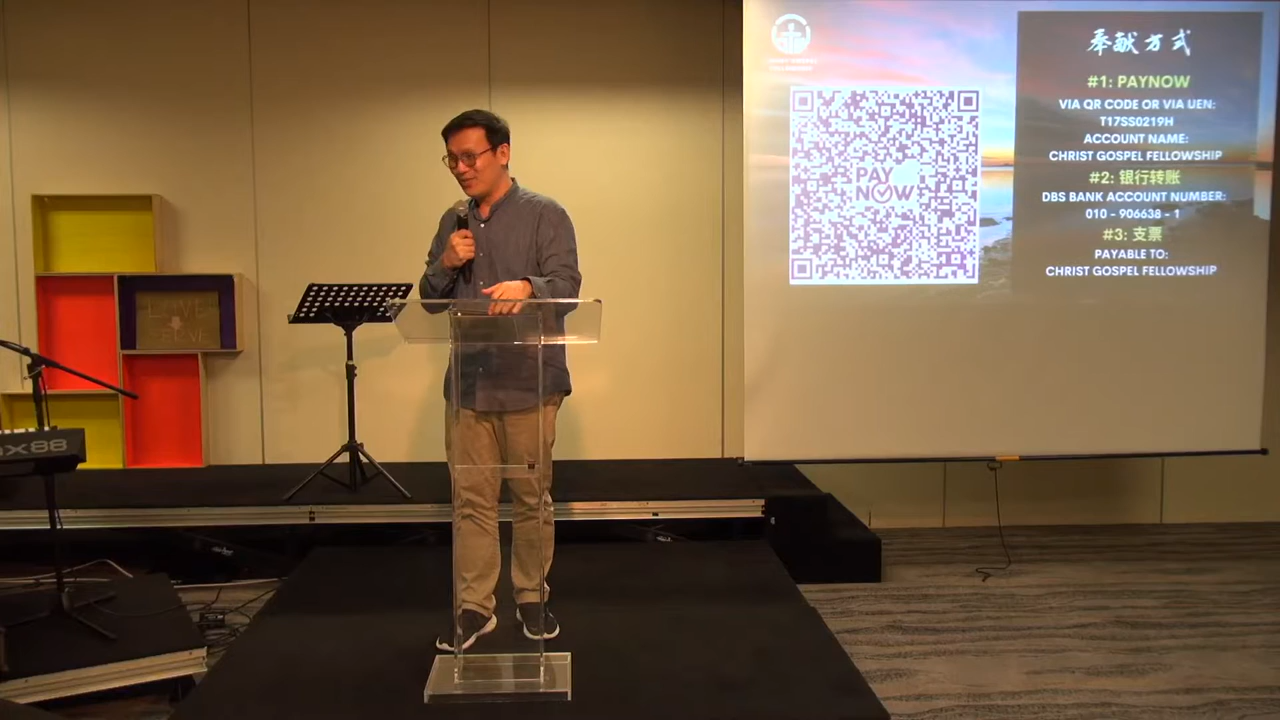 LOVE
SERVE
x88
奉献方式
#1: PAYNOW
VIA QR CODE OR VIA UEN:
T17SS0219H
ACCOUNT NAME:
CHRIST GOSPEL FELLOWSHIP
#2: 银行转账
DBS BANK ACCOUNT NUMBER:
010 - 906638 - 1
#3: 支票
PAYABLE TO:
CHRIST GOSPEL FELLOWSHIP
PAY
NOW